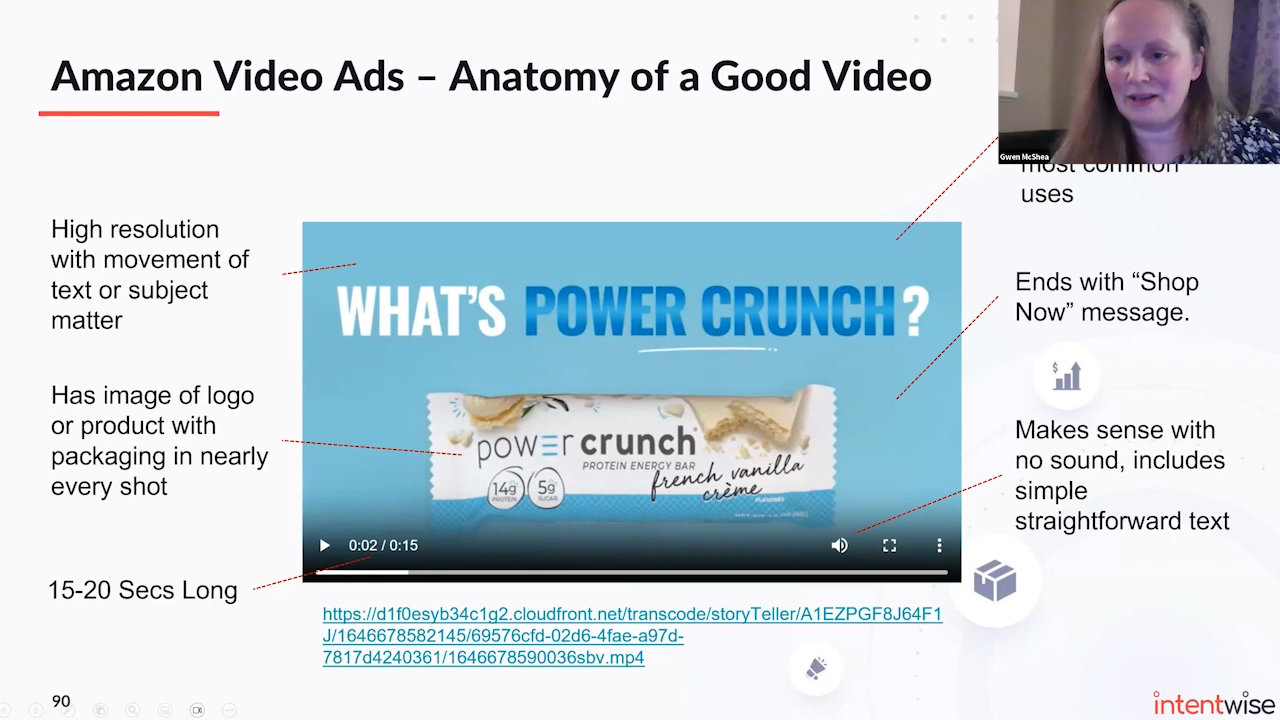 Amazon Video Ads – Anatomy of a Good Video
Gwen McShea
most common
uses
High resolution
with movement of
text or subject
matter
Has image of logo
or product with
packaging in nearly
every shot
15-20 Secs Long
WHAT'S POWER CRUNCH?
power crunch
PROTEIN ENERGY BAR
french vanilla
crème
14g
PROTEIN
5g
SUGAR
0:02 / 0:15
Ends with “Shop
Now” message.
Makes sense with
no sound, includes
simple
straightforward text
https://d1f0esyb34c1g2.cloudfront.net/transcode/storyTeller/A1EZPGF8J64F1
J/1646678582145/69576cfd-02d6-4fae-a97d-
7817d4240361/1646678590036sbv.mp4
90
intentwise